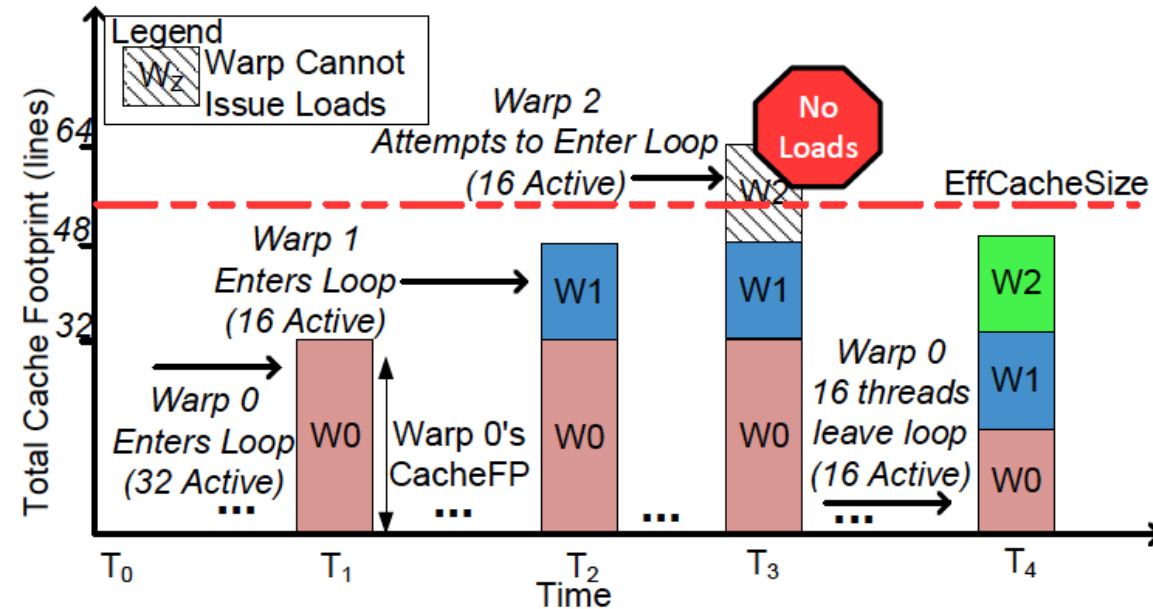 Legend
Wz
Warp Cannot
Issue Loads
Total Cache Footprint (lines)
64
48
32
Warp 2
Attempts to Enter Loop
(16 Active)
No
Loads
EffCacheSize
Warp 1
Enters Loop
(16 Active)
Warp 0
Enters Loop
(32 Active)
...
W0
Warp 0's
CacheFP
...
W1
W0
...
W2
W1
W0
Warp 0
16 threads
leave loop
(16 Active)
...
W2
W1
W0
T0
T1
T2
T3
T4
Time